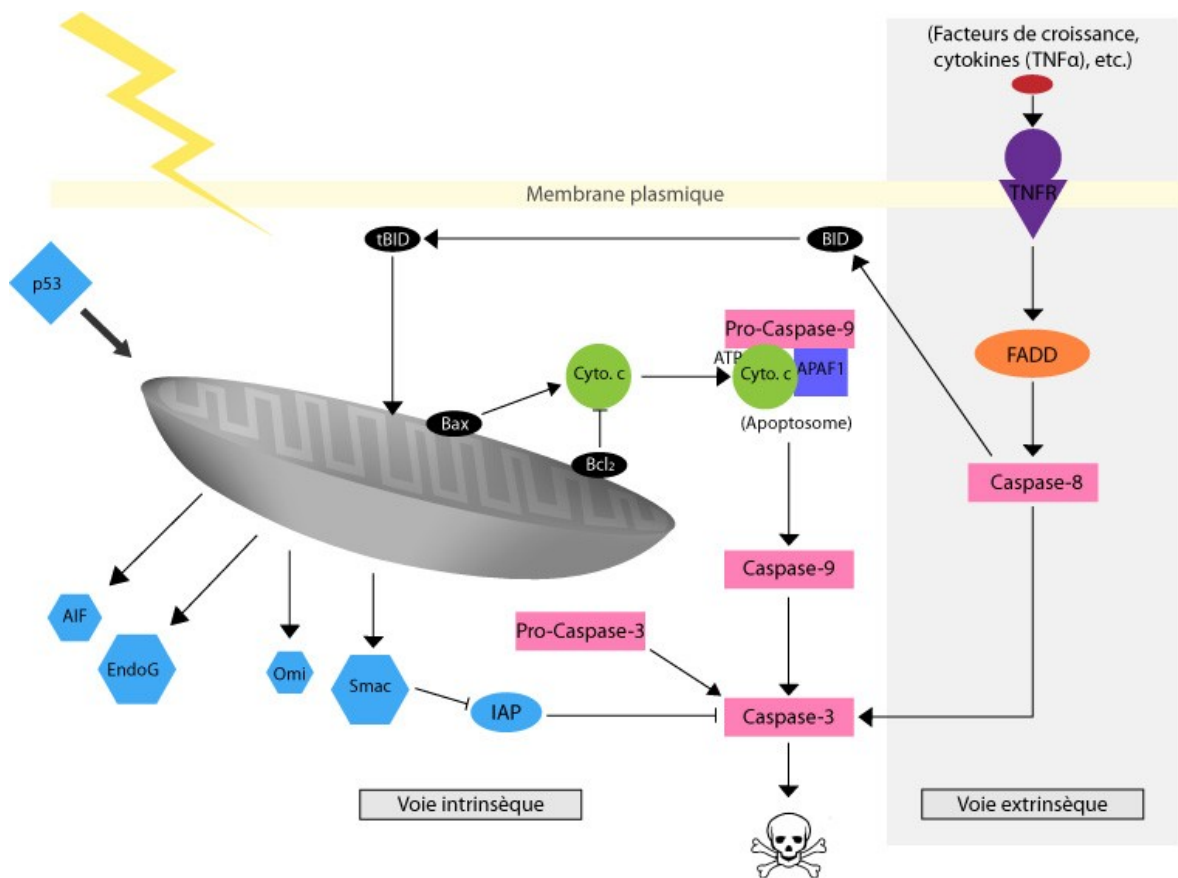 (Facteurs de croissance,
cytokines (TNFα), etc.)
TNFR
Membrane plasmique
tBID
BID
p53
Pro-Caspase-9
ATP
Cyto. c
Cyto. c
APAF1
FADD
(Apoptosome)
Bax
Bcl₂
Caspase-8
Caspase-9
AIF
EndoG
Omi
Smac
Pro-Caspase-3
IAP
Caspase-3
Voie intrinsèque
Voie extrinsèque